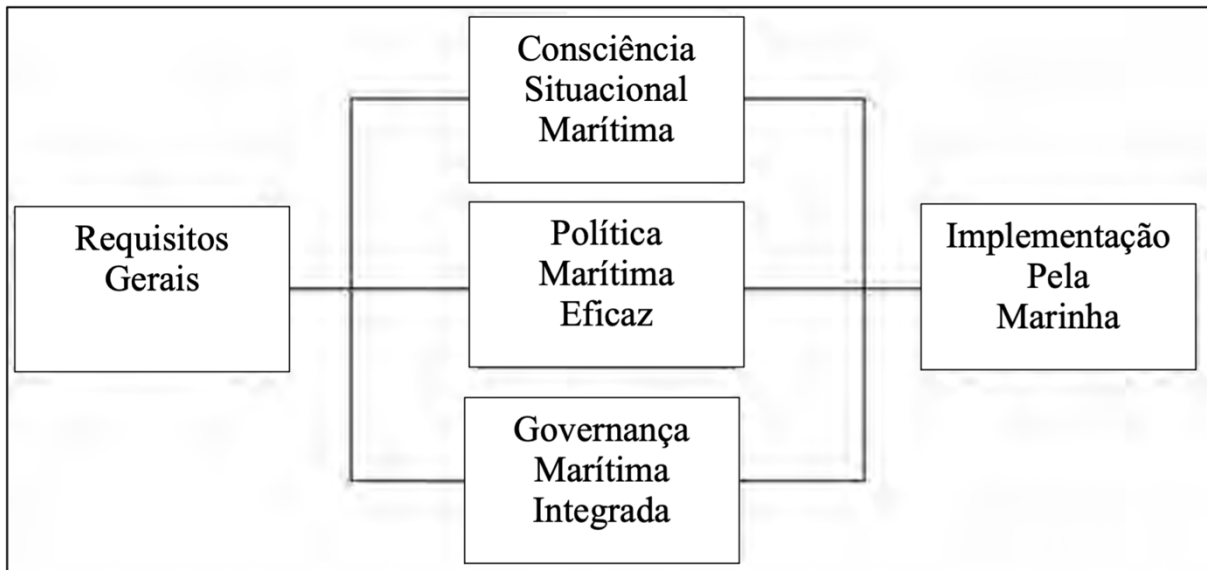 Consciência
Situacional
Marítima
Requisitos
Gerais
Política
Marítima
Eficaz
Implementação
Pela
Marinha
Governança
Marítima
Integrada